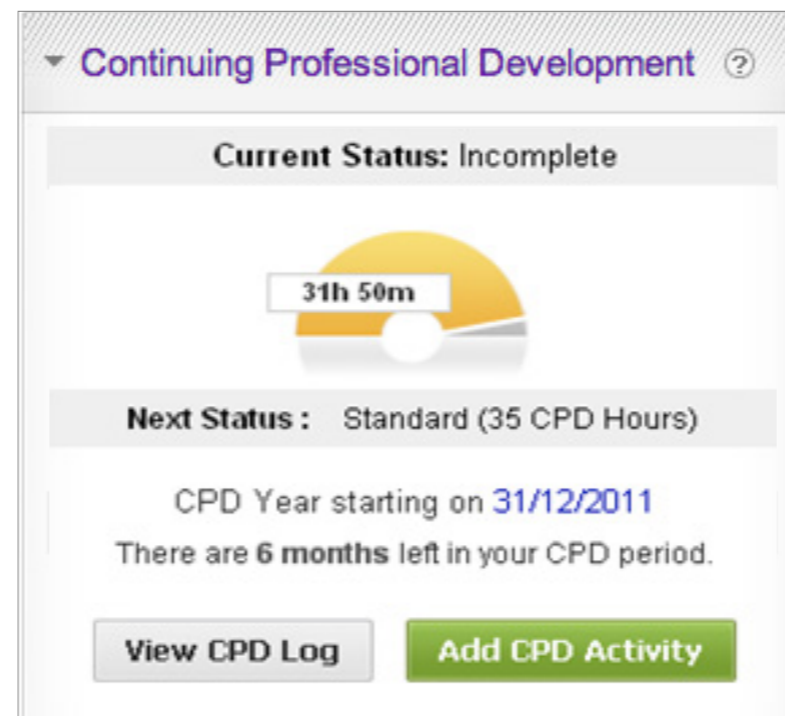 Continuing Professional Development ?
Current Status: Incomplete
31h 50m
Next Status : Standard (35 CPD Hours)
CPD Year starting on 31/12/2011
There are 6 months left in your CPD period.
View CPD Log Add CPD Activity